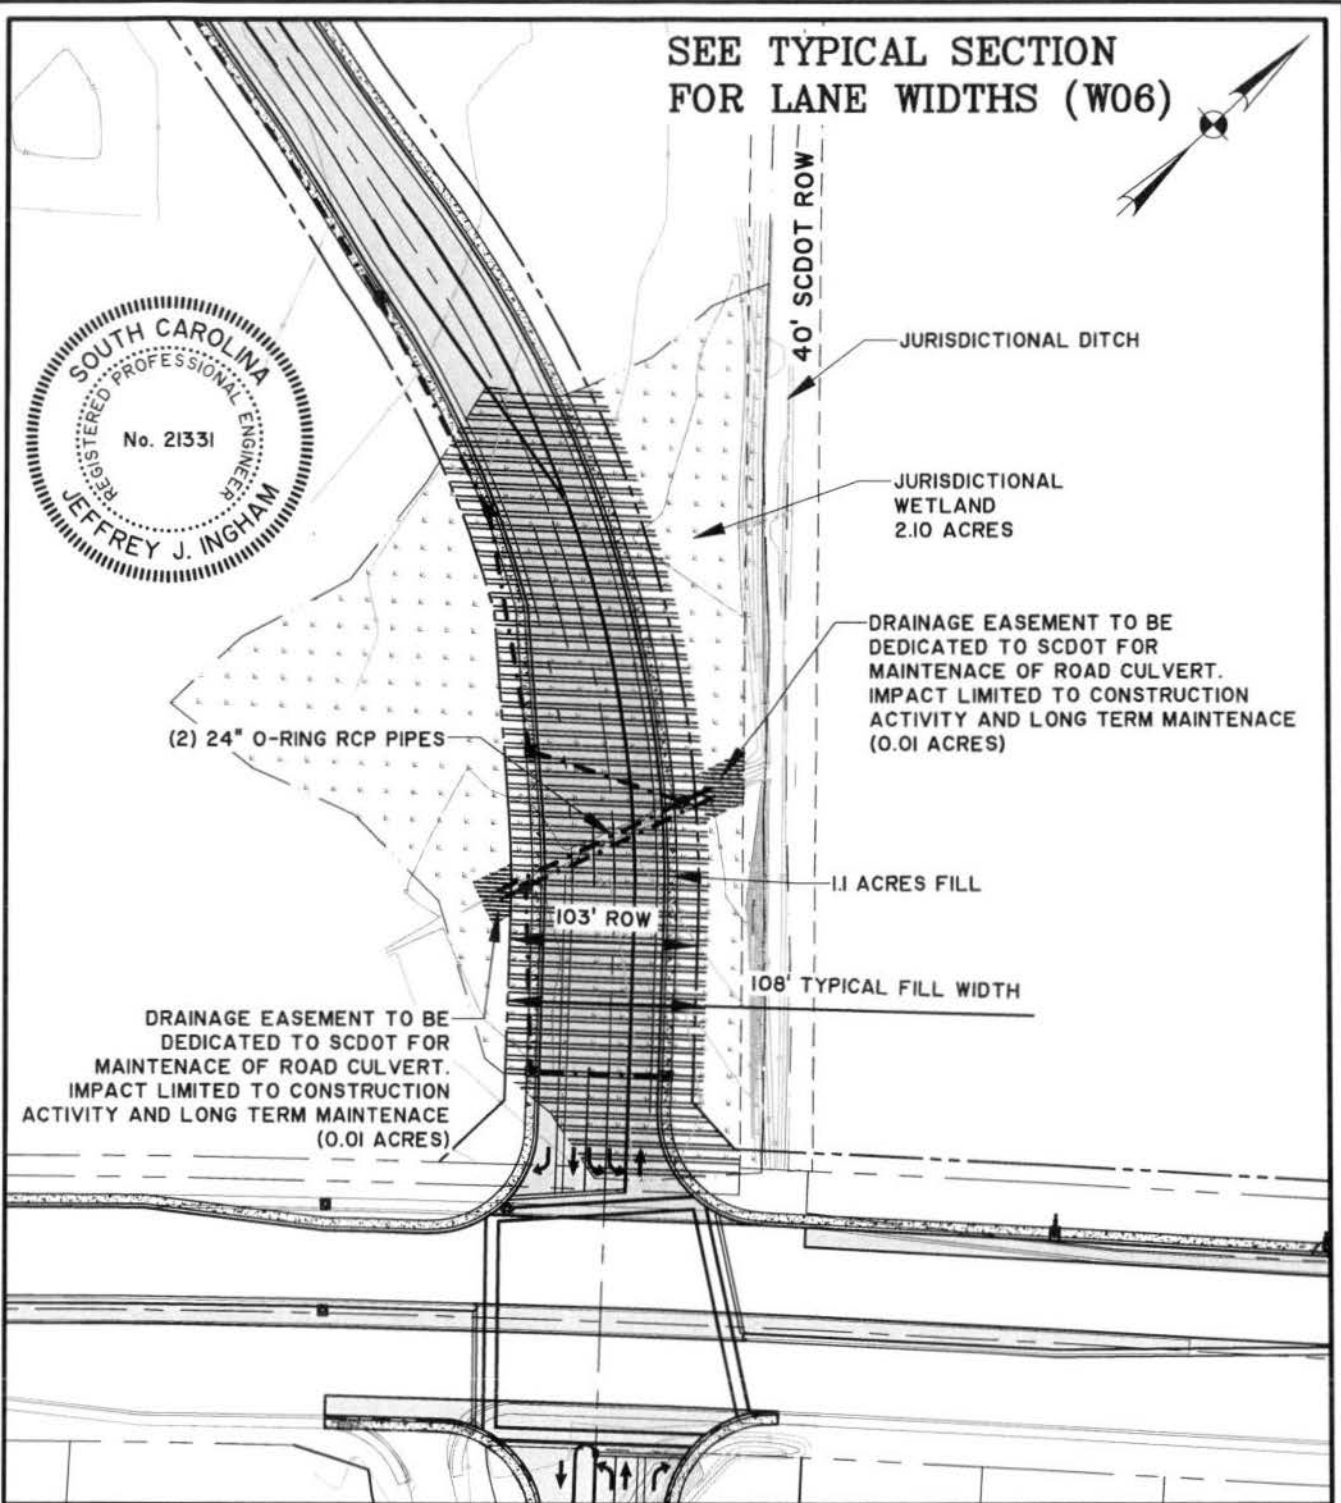 SEE TYPICAL SECTION
FOR LANE WIDTHS (W06)
40' SCDOT ROW
JURISDICTIONAL DITCH
SOUTH CAROLINA
REGISTERED PROFESSIONAL ENGINEER
No. 21331
JEFFREY J. INGHAM
JURISDICTIONAL
WETLAND
2.10 ACRES
DRAINAGE EASEMENT TO BE
DEDICATED TO SCDOT FOR
MAINTENACE OF ROAD CULVERT.
IMPACT LIMITED TO CONSTRUCTION
ACTIVITY AND LONG TERM MAINTENACE
(0.01 ACRES)
(2) 24" O-RING RCP PIPES
1.1 ACRES FILL
103' ROW
108' TYPICAL FILL WIDTH
DRAINAGE EASEMENT TO BE
DEDICATED TO SCDOT FOR
MAINTENACE OF ROAD CULVERT.
IMPACT LIMITED TO CONSTRUCTION
ACTIVITY AND LONG TERM MAINTENACE
(0.01 ACRES)